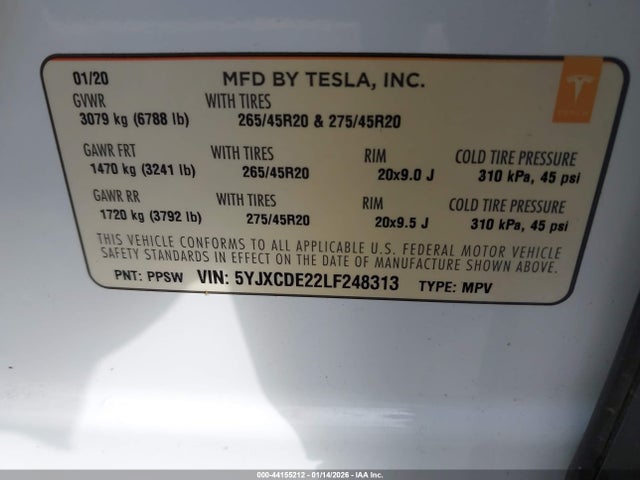 01/20 MFD BY TESLA, INC.
GVWR WITH TIRES
3079 kg (6788 lb) 265/45R20 & 275/45R20
GAWR FRT WITH TIRES RIM COLD TIRE PRESSURE
1470 kg (3241 lb) 265/45R20 20x9.0 J 310 kPa, 45 psi
GAWR RR WITH TIRES RIM COLD TIRE PRESSURE
1720 kg (3792 lb) 275/45R20 20x9.5 J 310 kPa, 45 psi
THIS VEHICLE CONFORMS TO ALL APPLICABLE U.S. FEDERAL MOTOR VEHICLE
SAFETY STANDARDS IN EFFECT ON THE DATE OF MANUFACTURE SHOWN ABOVE.
PNT: PPSW VIN: 5YJXCDE22LF248313 TYPE: MPV
TESLA
000-44155212 - 01/14/2026 - IAA Inc.